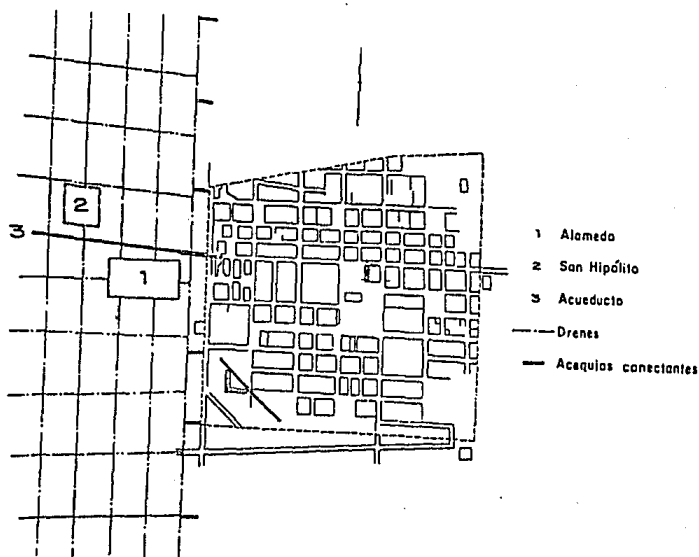 2
3
1
1 Alameda
2 San Hipólito
3 Acueducto
Drenes
Acequias conectantes